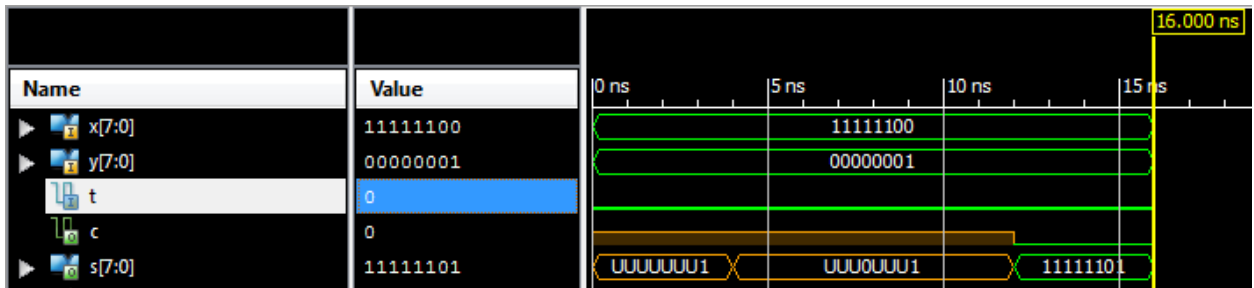 16.000 ns
Name Value 0 ns 5 ns 10 ns 15 ns
x[7:0] 11111100 11111100
y[7:0] 00000001 00000001
t 0
c 0
s[7:0] 11111101 UUUUUUU1 UUU0UUU1 11111101